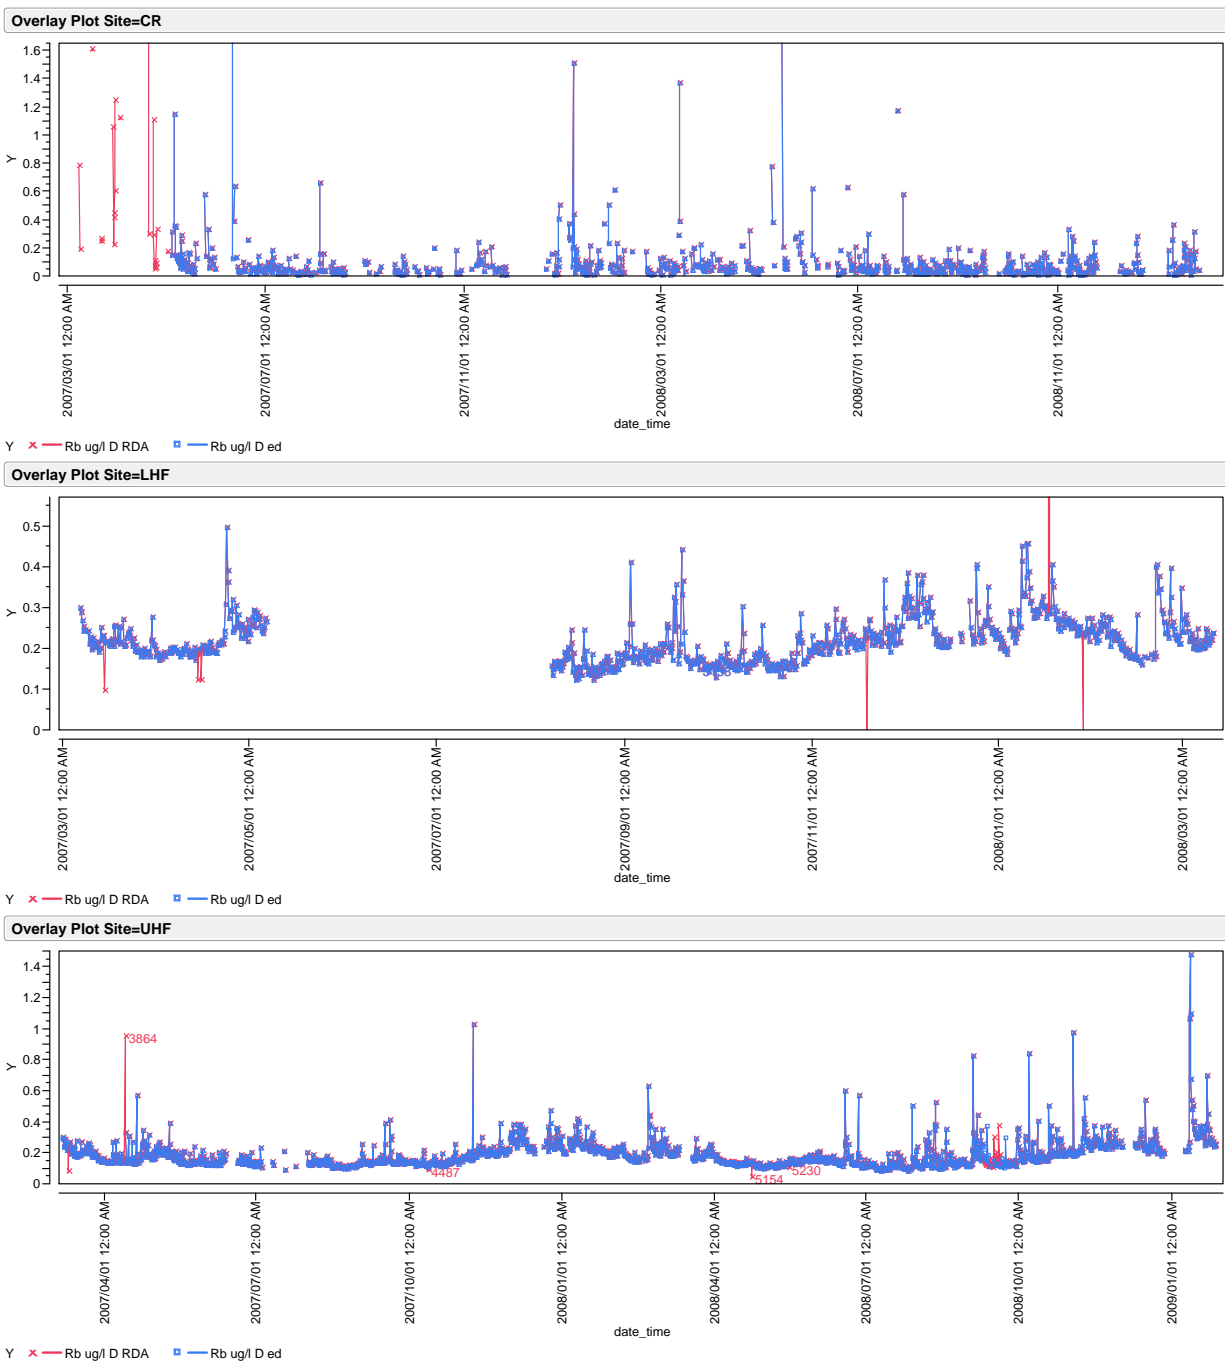 Overlay Plot Site=CR
1.6
1.4
1.2
1
0.8
0.6
0.4
0.2
0
Y
2007/03/01 12:00 AM
2007/07/01 12:00 AM
2007/11/01 12:00 AM
2008/03/01 12:00 AM
2008/07/01 12:00 AM
2008/11/01 12:00 AM
date_time
Y Rb ug/l D RDA Rb ug/l D ed
Overlay Plot Site=LHF
0.5
0.4
0.3
0.2
0.1
0
Y
2007/03/01 12:00 AM
2007/05/01 12:00 AM
2007/07/01 12:00 AM
2007/09/01 12:00 AM
2007/11/01 12:00 AM
2008/01/01 12:00 AM
2008/03/01 12:00 AM
date_time
Y Rb ug/l D RDA Rb ug/l D ed
Overlay Plot Site=UHF
1.4
1.2
1
0.8
0.6
0.4
0.2
0
Y
3864
4487
5154
5230
2007/04/01 12:00 AM
2007/07/01 12:00 AM
2007/10/01 12:00 AM
2008/01/01 12:00 AM
2008/04/01 12:00 AM
2008/07/01 12:00 AM
2008/10/01 12:00 AM
2009/01/01 12:00 AM
date_time
Y Rb ug/l D RDA Rb ug/l D ed